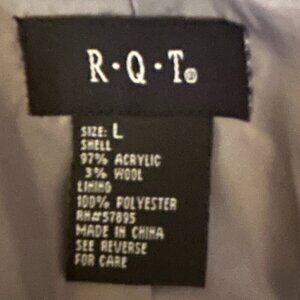 R·Q·T®
SIZE: L
SHELL
97% ACRYLIC
3% WOOL
LINING
100% POLYESTER
RN#57895
MADE IN CHINA
SEE REVERSE
FOR CARE